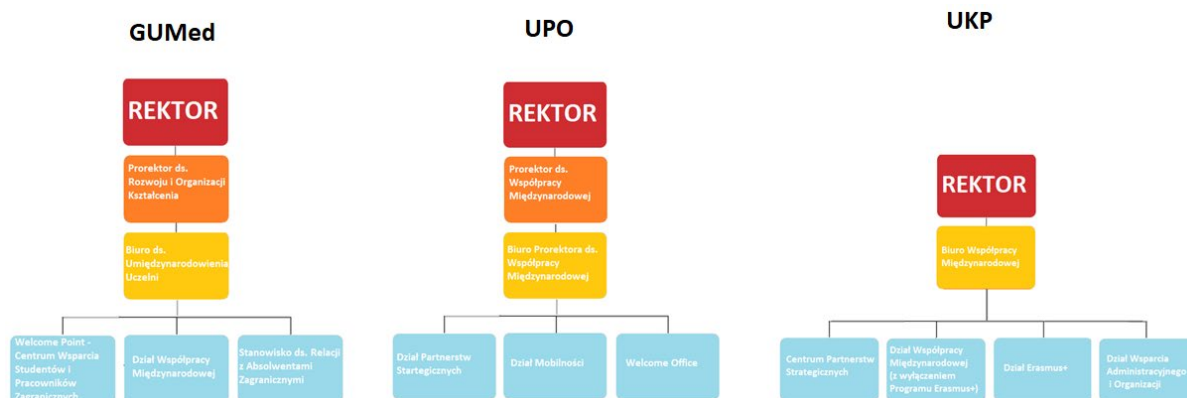 GUMed
REKTOR
Prorektor ds.
Rozwoju i Organizacji
Kształcenia
Biuro ds.
Umiędzynarodowienia
Uczelni
Welcome Point -
Centrum Wsparcia
Studentów i
Pracowników
Zagranicznych
Dział Współpracy
Międzynarodowej
Stanowisko ds. Relacji
z Absolwentami
Zagranicznymi
UPO
REKTOR
Prorektor ds.
Współpracy
Międzynarodowej
Biuro Prorektora ds.
Współpracy
Międzynarodowej
Dział Partnerstw
Startegicznych
Dział Mobilności
Welcome Office
UKP
REKTOR
Biuro Współpracy
Międzynarodowej
Centrum Partnerstw
Strategicznych
Dział Współpracy
Międzynarodowej
(z wyłączeniem
Programu Erasmus+)
Dział Erasmus+
Dział Wsparcia
Administracyjnego
i Organizacji